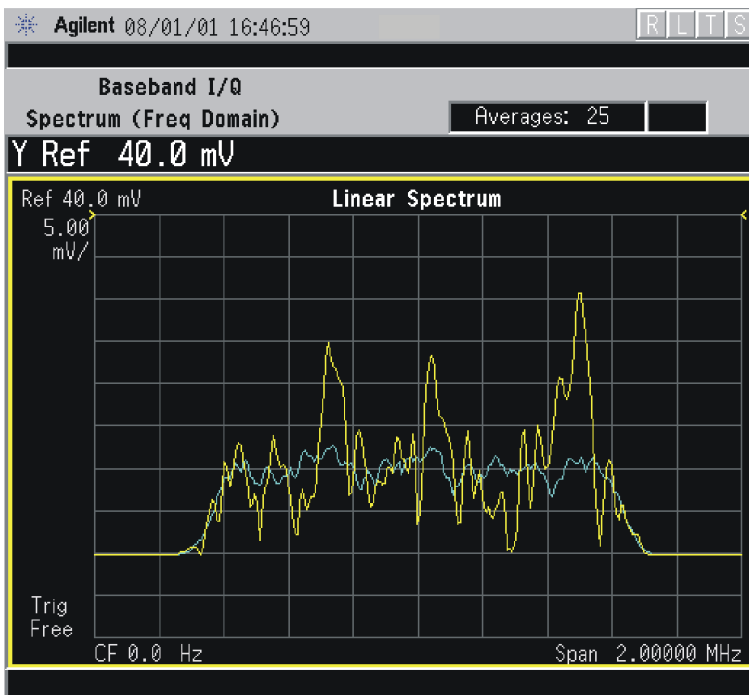 Agilent 08/01/01 16:46:59 R L T S
Baseband I/Q
Spectrum (Freq Domain)
Averages: 25
Y Ref 40.0 mV
Ref 40.0 mV Linear Spectrum
5.00
mV/
Trig
Free
CF 0.0 Hz Span 2.00000 MHz